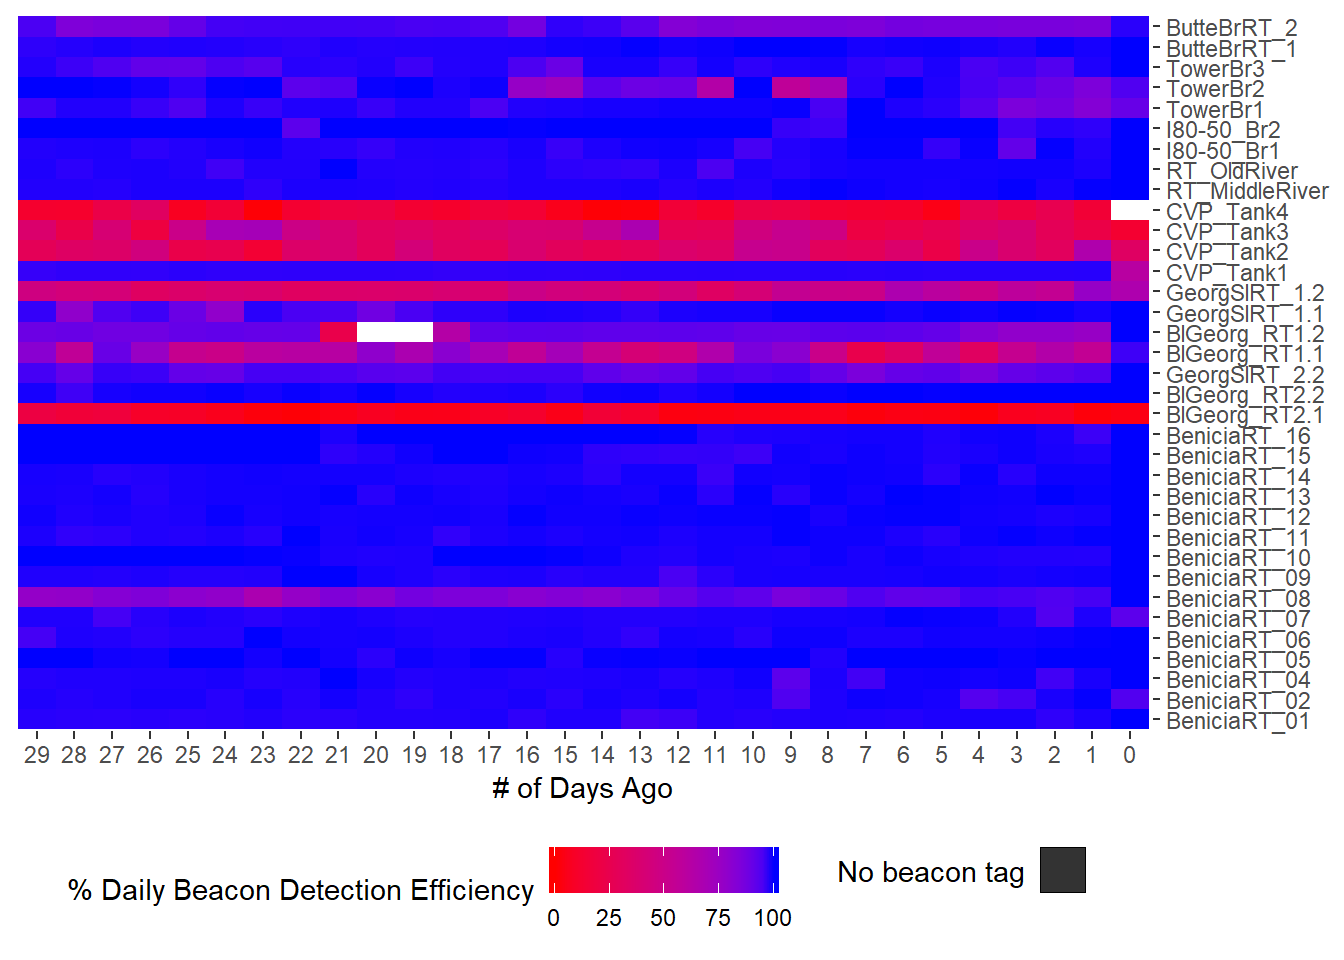 ButteBrRT_2
ButteBrRT_1
TowerBr3
TowerBr2
TowerBr1
I80-50_Br2
I80-50_Br1
RT_OldRiver
RT_MiddleRiver
CVP_Tank4
CVP_Tank3
CVP_Tank2
CVP_Tank1
GeorgSlRT_1.2
GeorgSlRT_1.1
BlGeorg_RT1.2
BlGeorg_RT1.1
GeorgSlRT_2.2
BlGeorg_RT2.2
BlGeorg_RT2.1
BeniciaRT_16
BeniciaRT_15
BeniciaRT_14
BeniciaRT_13
BeniciaRT_12
BeniciaRT_11
BeniciaRT_10
BeniciaRT_09
BeniciaRT_08
BeniciaRT_07
BeniciaRT_06
BeniciaRT_05
BeniciaRT_04
BeniciaRT_02
BeniciaRT_01
29 28 27 26 25 24 23 22 21 20 19 18 17 16 15 14 13 12 11 10 9 8 7 6 5 4 3 2 1 0
# of Days Ago
% Daily Beacon Detection Efficiency
0 25 50 75 100
No beacon tag